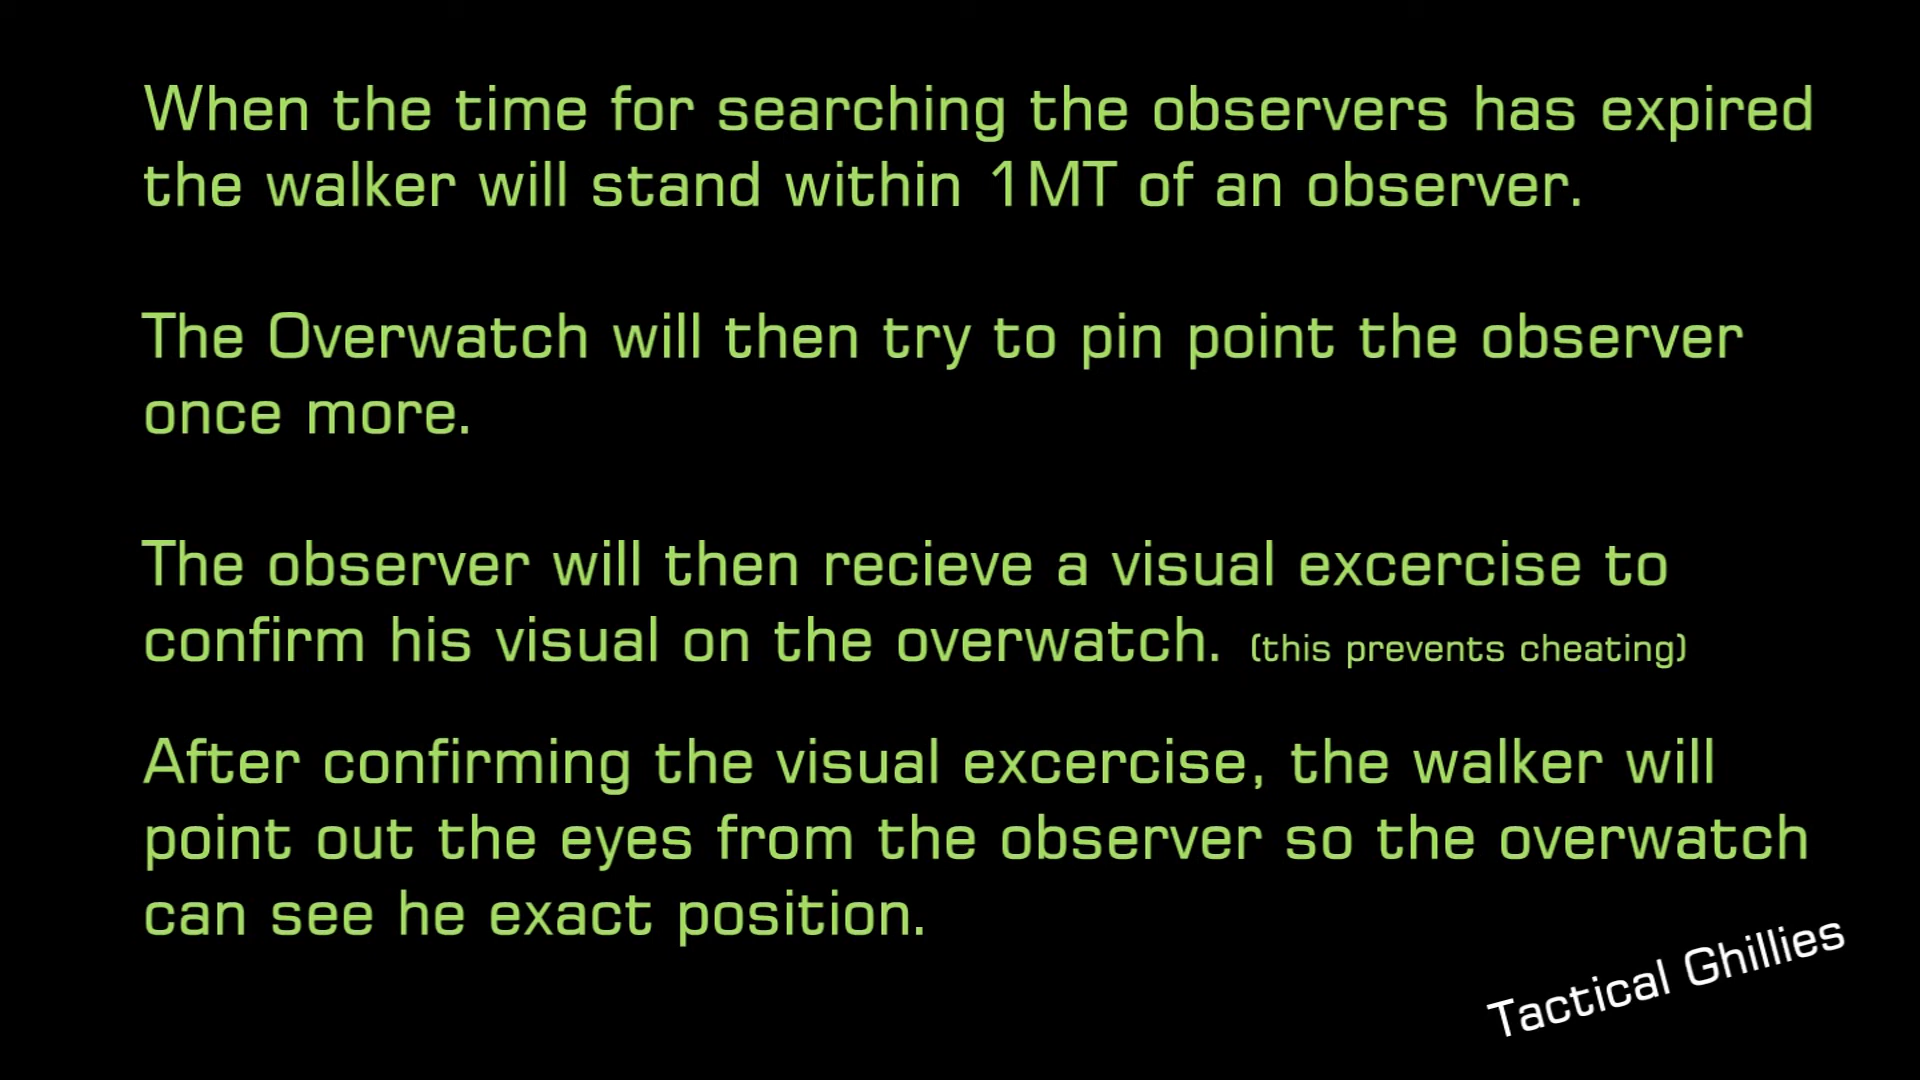 When the time for searching the observers has expired
the walker will stand within 1MT of an observer.
The Overwatch will then try to pin point the observer
once more.
The observer will then recieve a visual excercise to
confirm his visual on the overwatch. (this prevents cheating)
After confirming the visual excercise, the walker will
point out the eyes from the observer so the overwatch
can see he exact position.
Tactical Ghillies